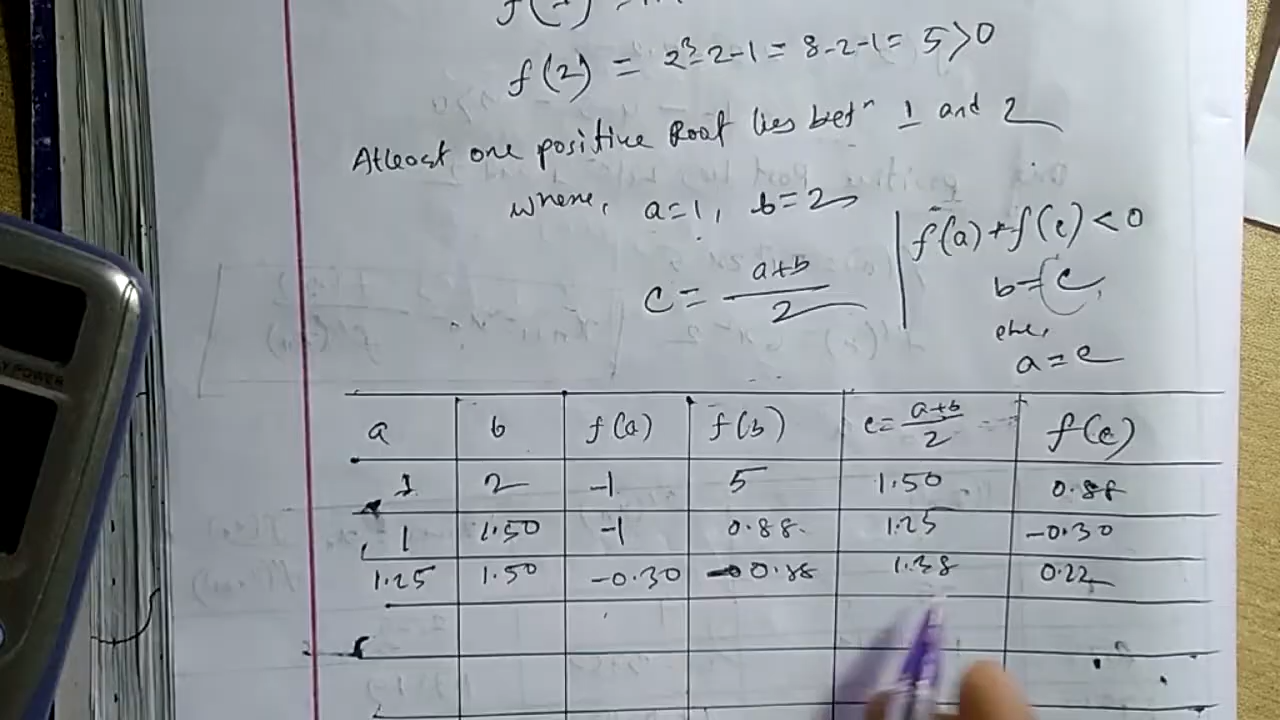 f(2) = 2³-2-1 = 8-2-1 = 5>0
Atleast one positive Root lies betⁿ 1 and 2
where, a=1, b=2
c = a+b/2
f(a)*f(c)<0
b=c,
else,
a=c
a b f(a) f(b) c=a+b/2 f(c)
1 2 -1 5 1.50 0.88
1 1.50 -1 0.88 1.25 -0.30
1.25 1.50 -0.30 0.88 1.38 0.22